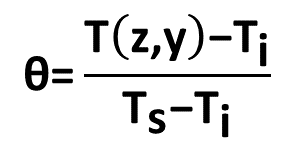 θ= T(z,y)−Tᵢ / Tₛ−Tᵢ